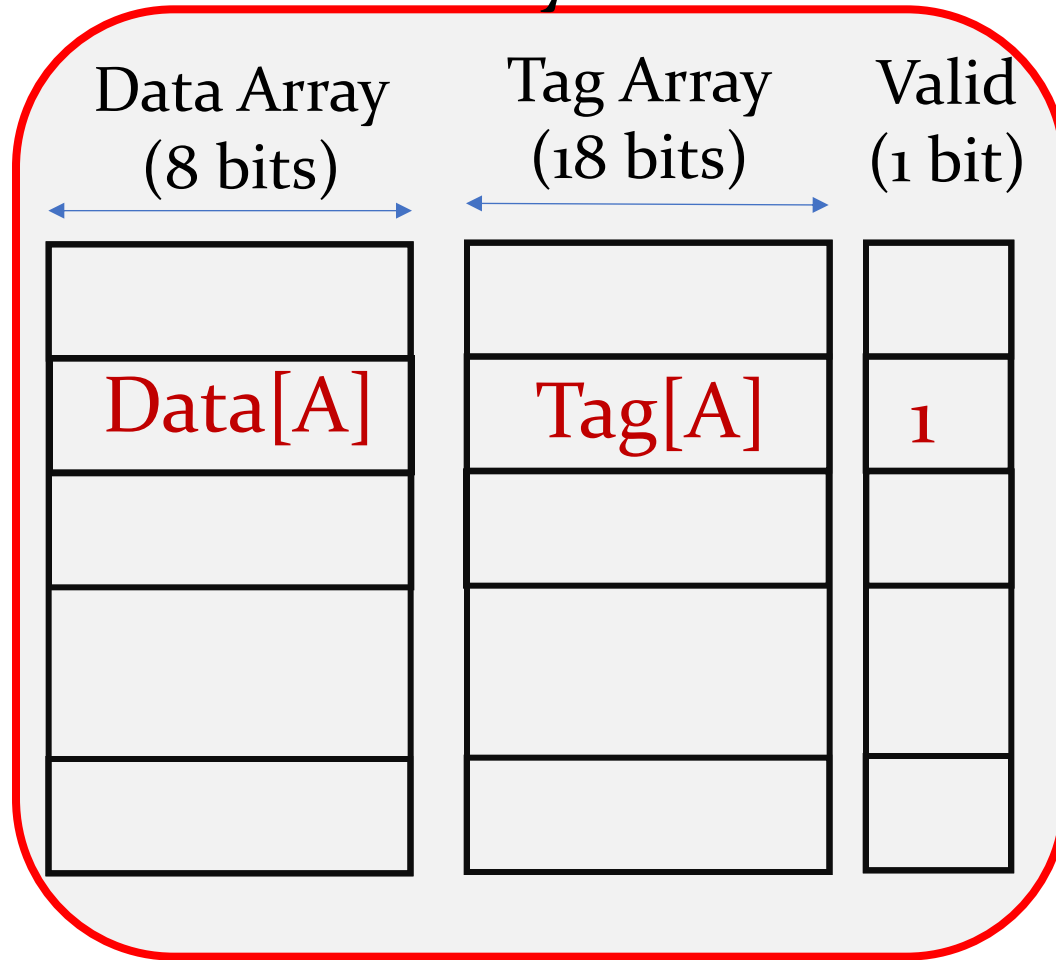 Data Array
(8 bits)
Tag Array
(18 bits)
Valid
(1 bit)
Data[A]
Tag[A]
1